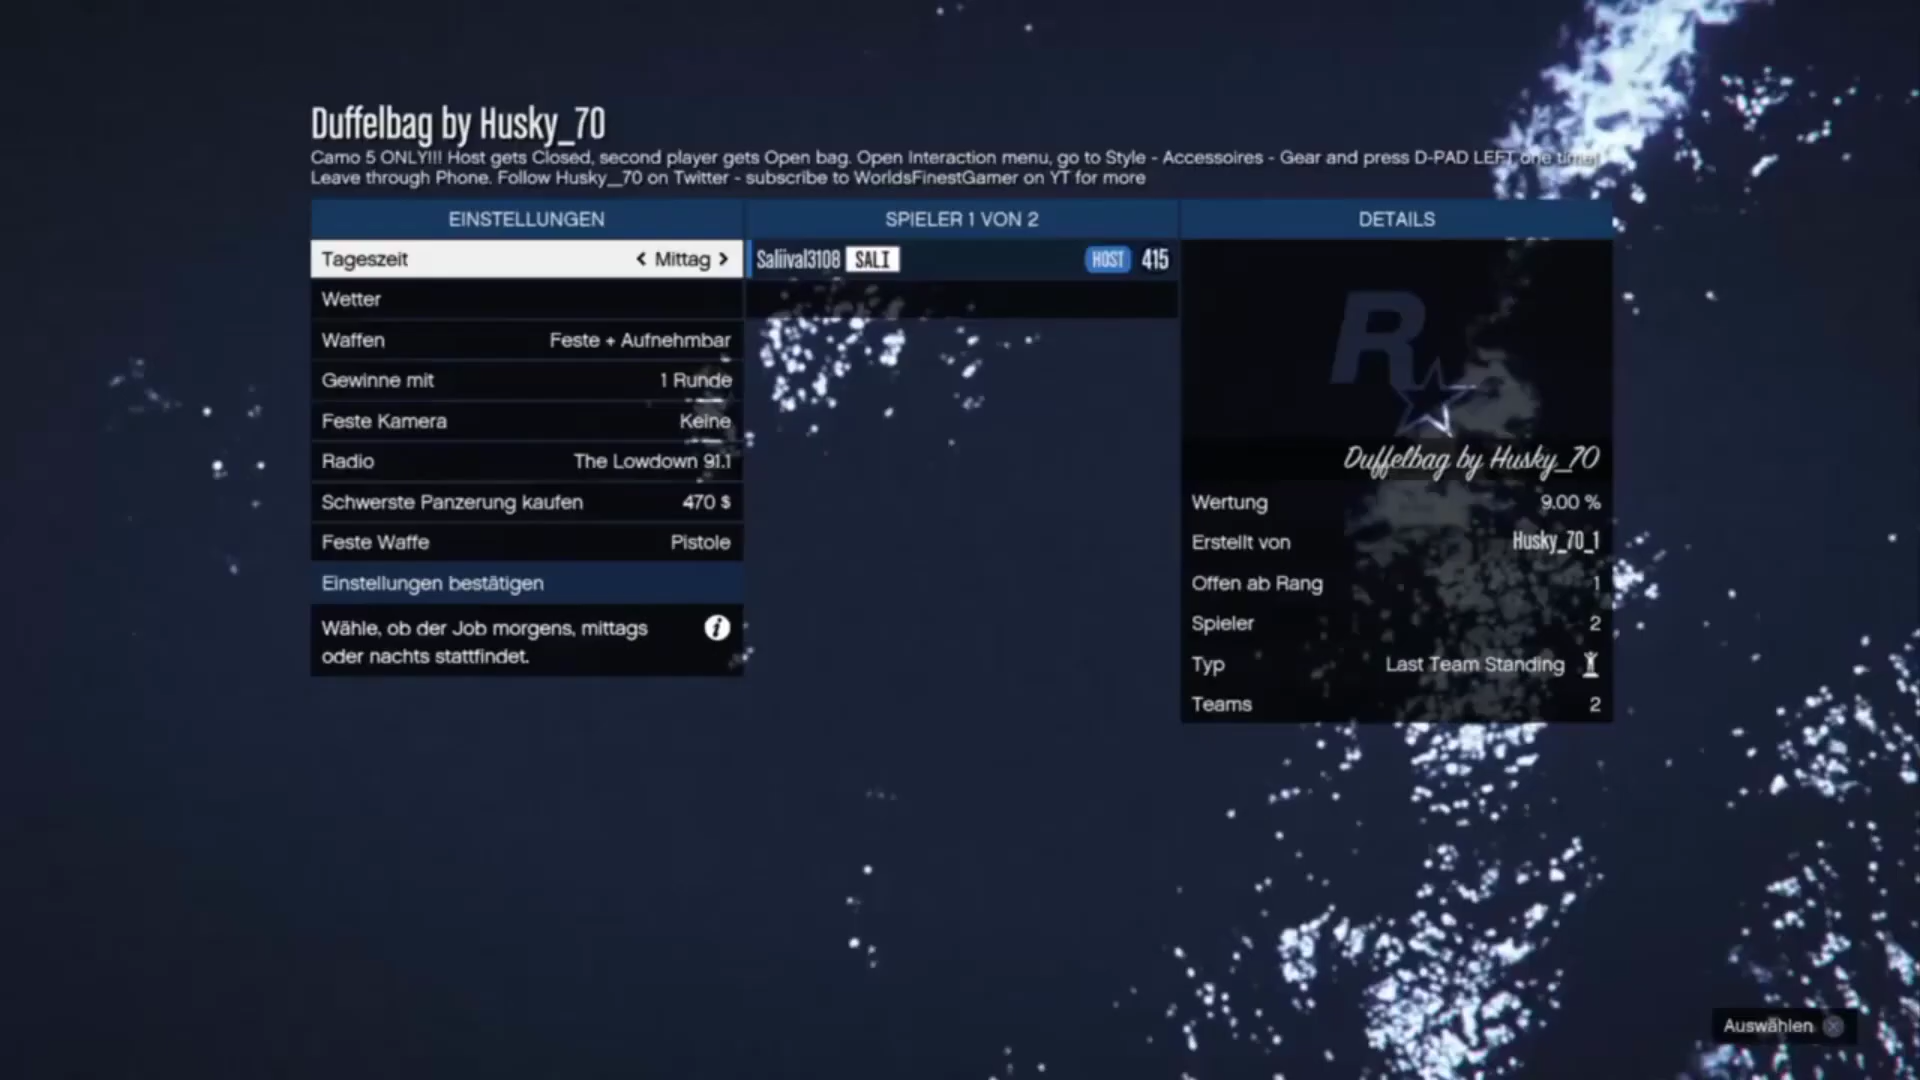 Duffelbag by Husky_70
Camo 5 ONLY!!! Host gets Closed, second player gets Open bag. Open Interaction menu, go to Style - Accessoires - Gear and press D-PAD LEFT one time!
Leave through Phone. Follow Husky__70 on Twitter - subscribe to WorldsFinestGamer on YT for more
EINSTELLUNGEN
Tageszeit < Mittag >
Wetter
Waffen Feste + Aufnehmbar
Gewinne mit 1 Runde
Feste Kamera Keine
Radio The Lowdown 91.1
Schwerste Panzerung kaufen 470 $
Feste Waffe Pistole
Einstellungen bestätigen
Wähle, ob der Job morgens, mittags
oder nachts stattfindet.
SPIELER 1 VON 2
Saliival3108 SALI HOST 415
DETAILS
R
Duffelbag by Husky_70
Wertung 9.00 %
Erstellt von Husky_70_1
Offen ab Rang 1
Spieler 2
Typ Last Team Standing
Teams 2
Auswählen